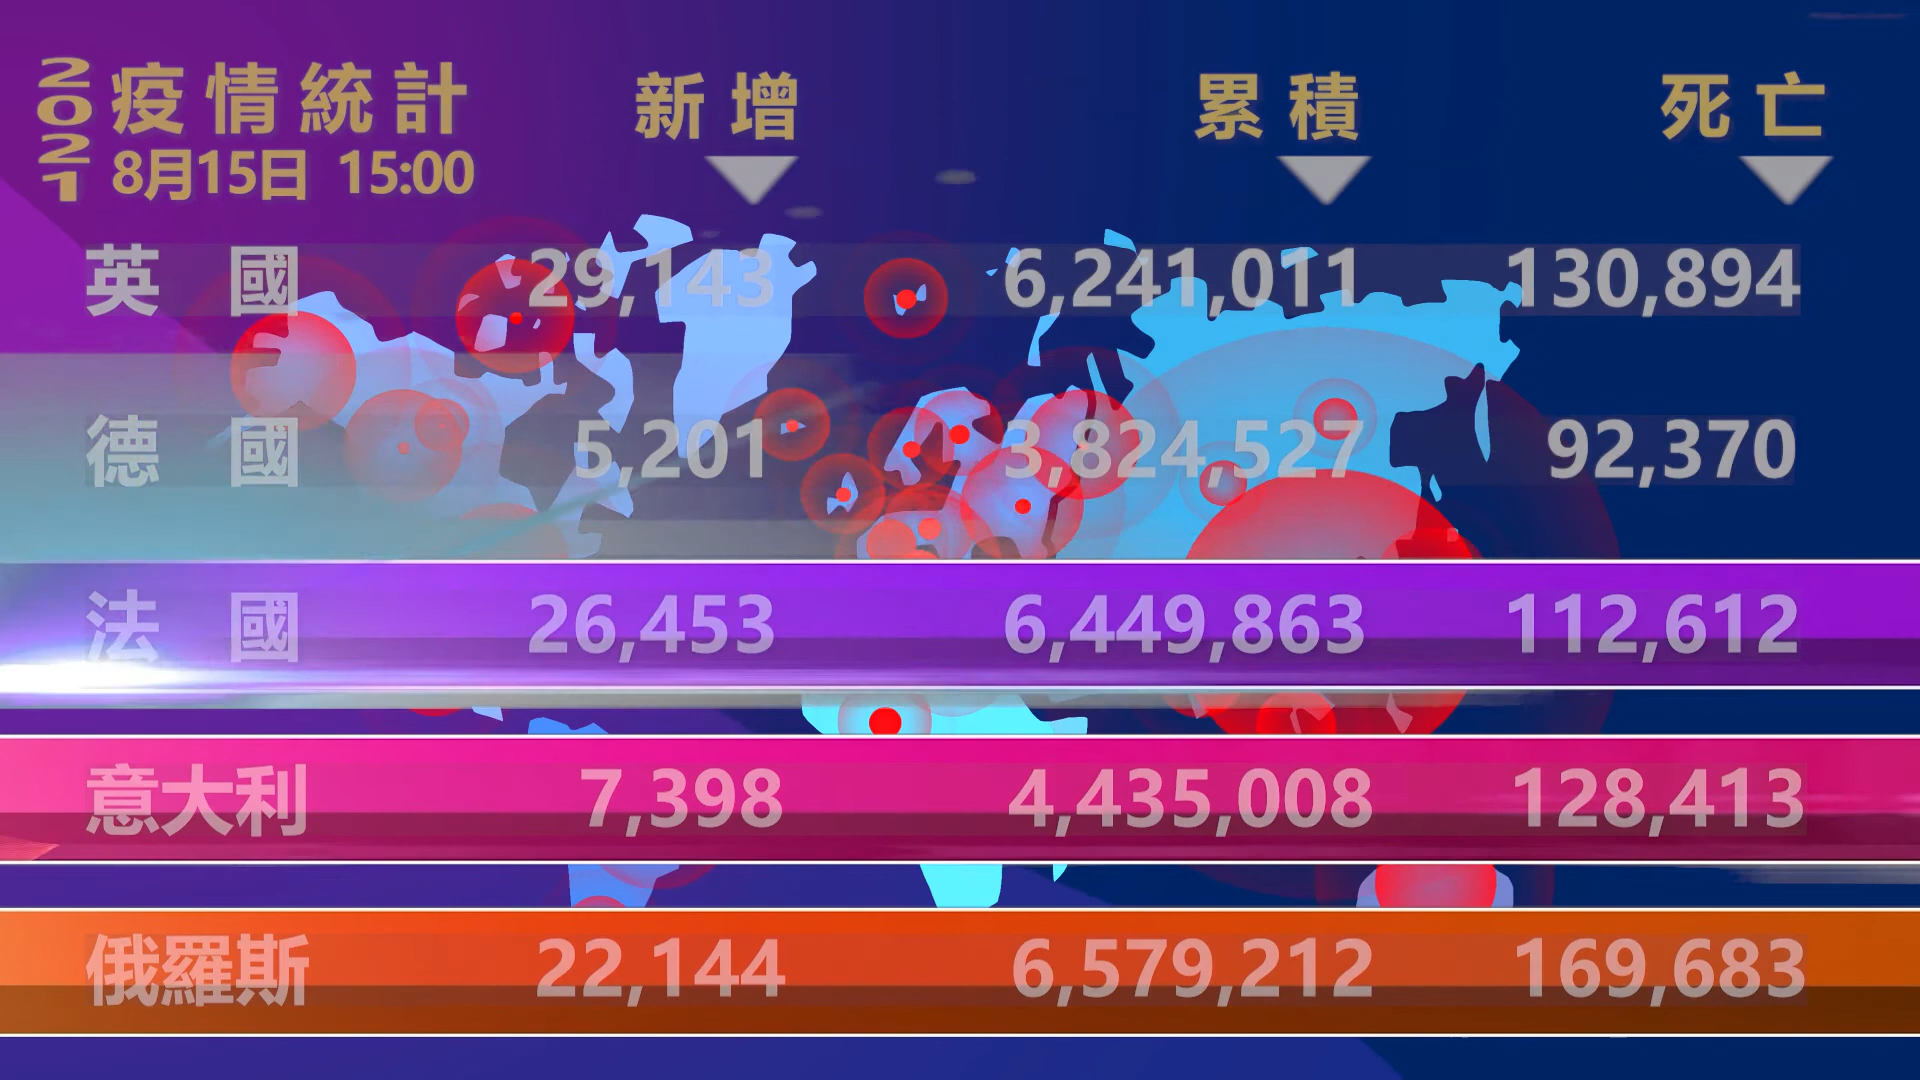 2021 疫情統計 新增 累積 死亡
8月15日 15:00
英國 29,143 6,241,011 130,894
德國 5,201 3,824,527 92,370
法國 26,453 6,449,863 112,612
意大利 7,398 4,435,008 128,413
俄羅斯 22,144 6,579,212 169,683